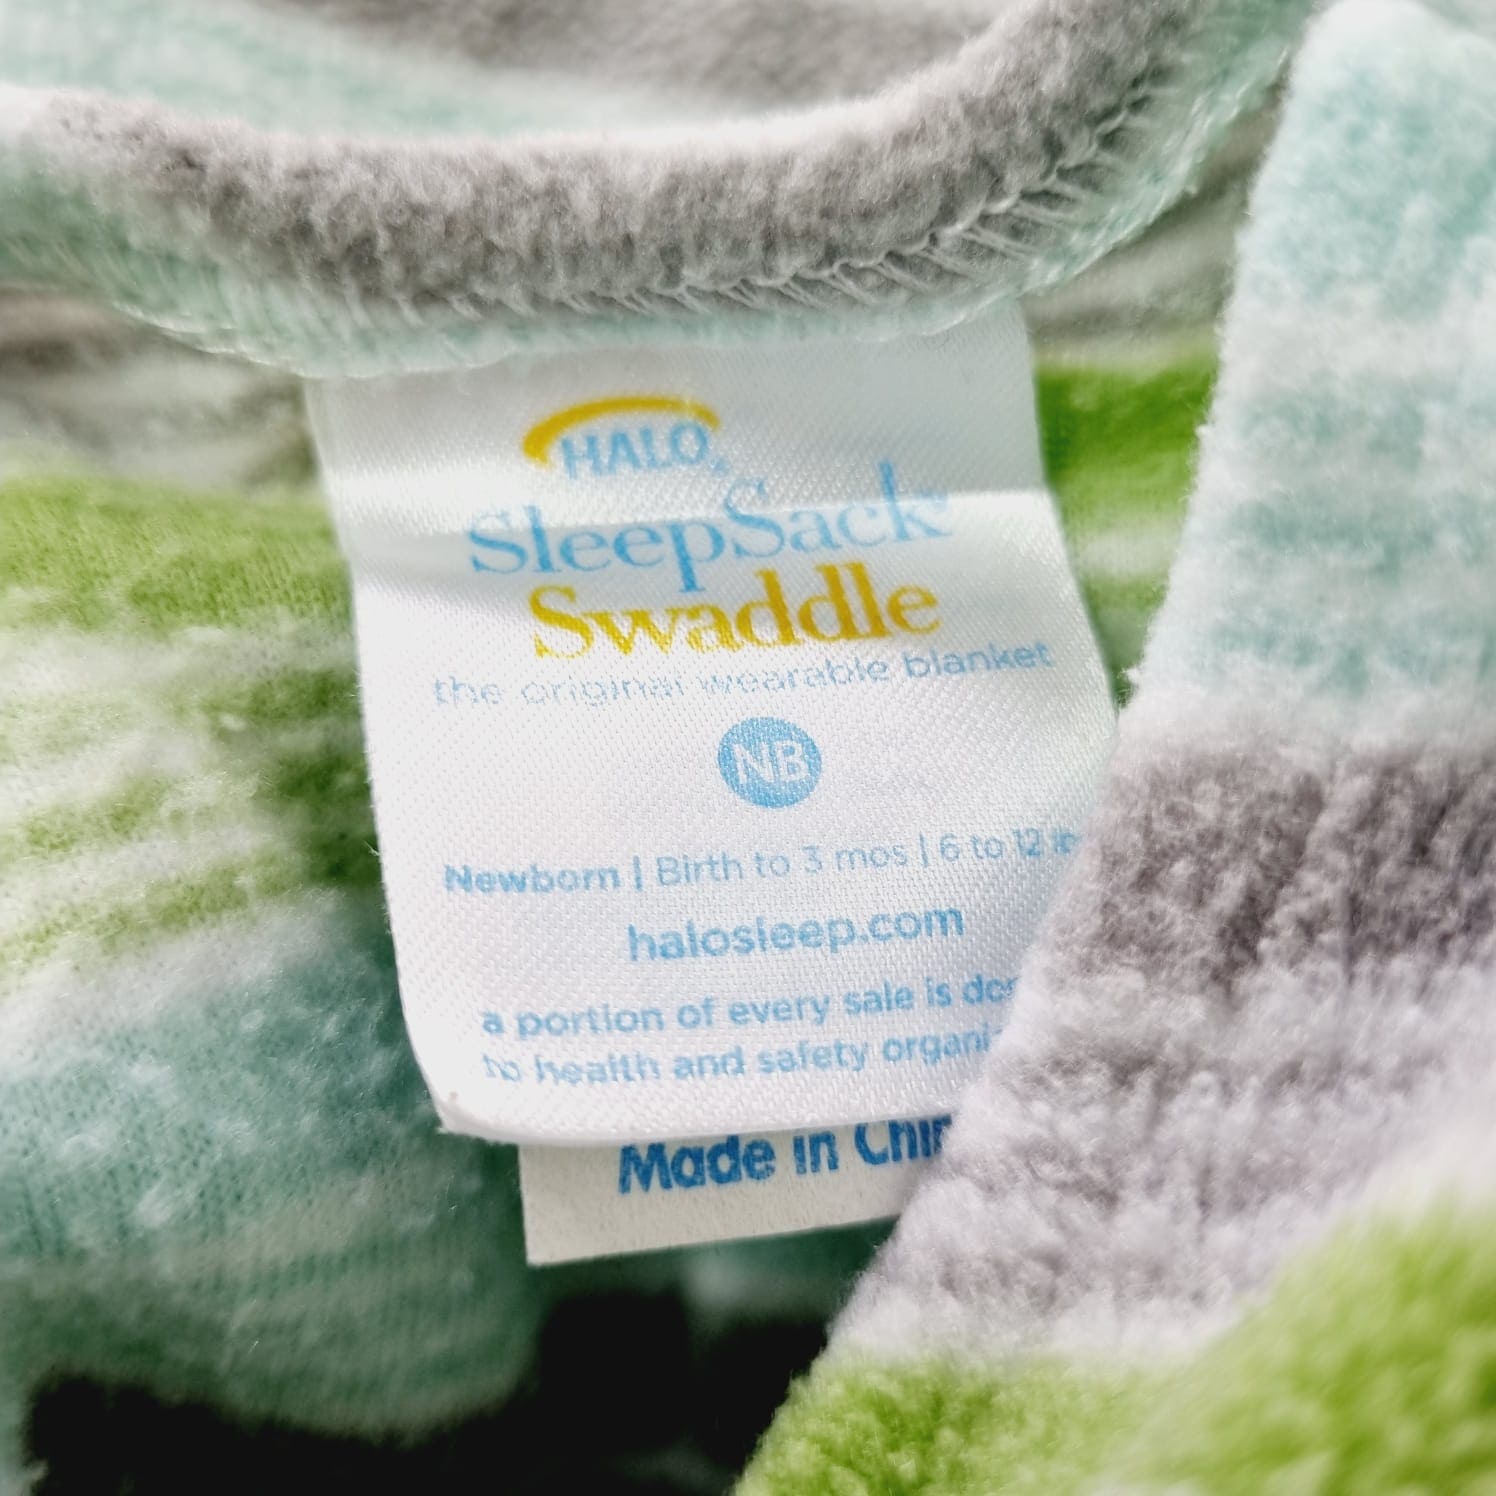 HALO®
SleepSack®
Swaddle
the original wearable blanket
NB
Newborn | Birth to 3 mos | 6 to 12
halosleep.com
a portion of every sale is
to health and safety
Made in